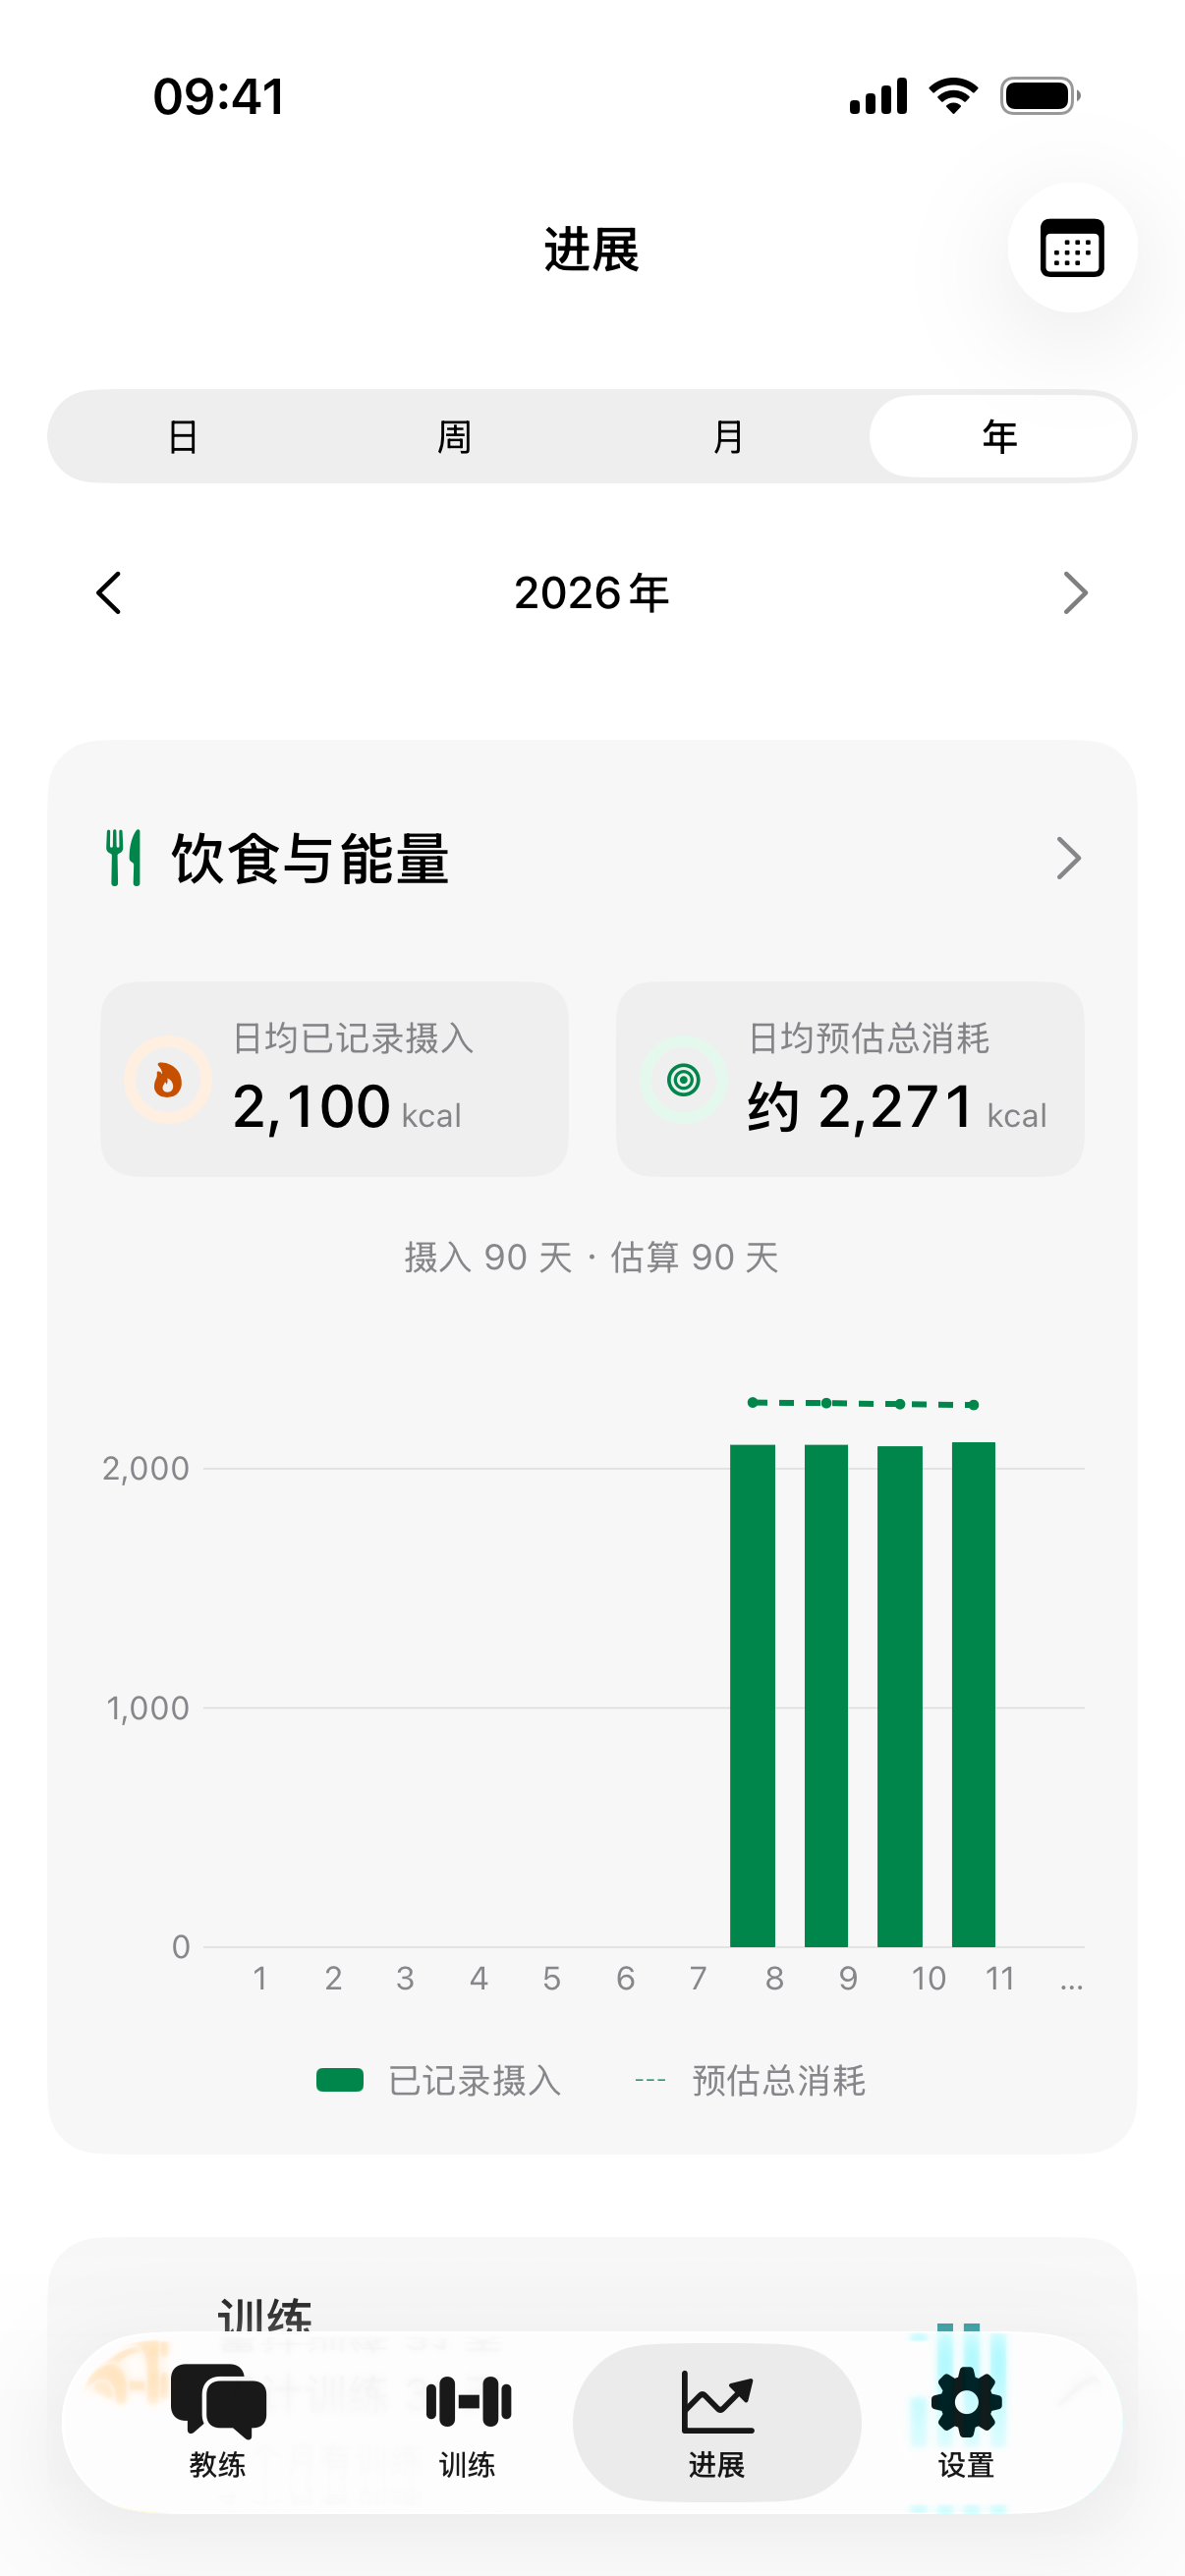 09:41
进展
日 周 月 年
2026年
饮食与能量
日均已记录摄入
2,100 kcal
日均预估总消耗
约 2,271 kcal
摄入 90 天 · 估算 90 天
2,000
1,000
0
1 2 3 4 5 6 7 8 9 10 11 ...
已记录摄入 预估总消耗
训练
教练 训练 进展 设置